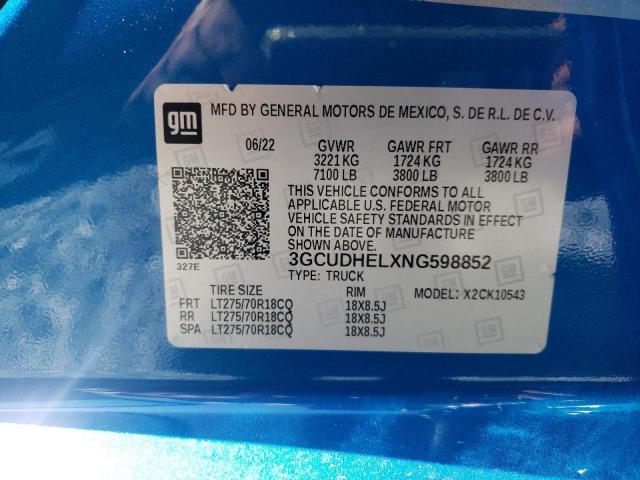 gm
MFD BY GENERAL MOTORS DE MEXICO, S. DE R.L. DE C.V.
06/22 GVWR GAWR FRT GAWR RR
3221 KG 1724 KG 1724 KG
7100 LB 3800 LB 3800 LB
THIS VEHICLE CONFORMS TO ALL
APPLICABLE U.S. FEDERAL MOTOR
VEHICLE SAFETY STANDARDS IN EFFECT
ON THE DATE OF MANUFACTURE
SHOWN ABOVE.
327E
3GCUDHELXNG598852
TYPE: TRUCK
TIRE SIZE RIM MODEL: X2CK10543
FRT LT275/70R18CQ 18X8.5J
RR LT275/70R18CQ 18X8.5J
SPA LT275/70R18CQ 18X8.5J